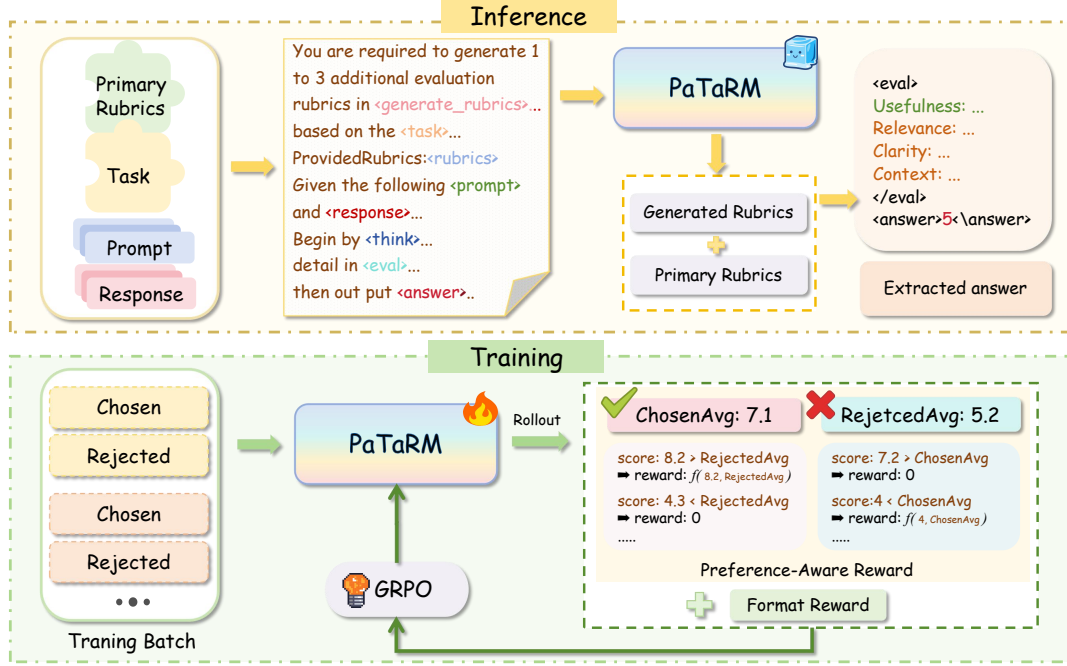 Inference
Primary
Rubrics
Task
Prompt
Response
You are required to generate 1
to 3 additional evaluation
rubrics in <generate_rubrics>...
based on the <task>...
ProvidedRubrics:<rubrics>
Given the following <prompt>
and <response>...
Begin by <think>...
detail in <eval>...
then out put <answer>..
PaTaRM
Generated Rubrics
Primary Rubrics
<eval>
Usefulness: ...
Relevance: ...
Clarity: ...
Context: ...
</eval>
<answer>5<\answer>
Extracted answer
Training
Chosen
Rejected
Chosen
Rejected
Traning Batch
PaTaRM
Rollout
GRPO
ChosenAvg: 7.1
score: 8.2 > RejectedAvg
➡ reward: f( 8.2, RejectedAvg )
score: 4.3 < RejectedAvg
➡ reward: 0
.....
RejetcedAvg: 5.2
score: 7.2 > ChosenAvg
➡ reward: 0
score:4 < ChosenAvg
➡ reward: f( 4, ChosenAvg )
.....
Preference-Aware Reward
Format Reward